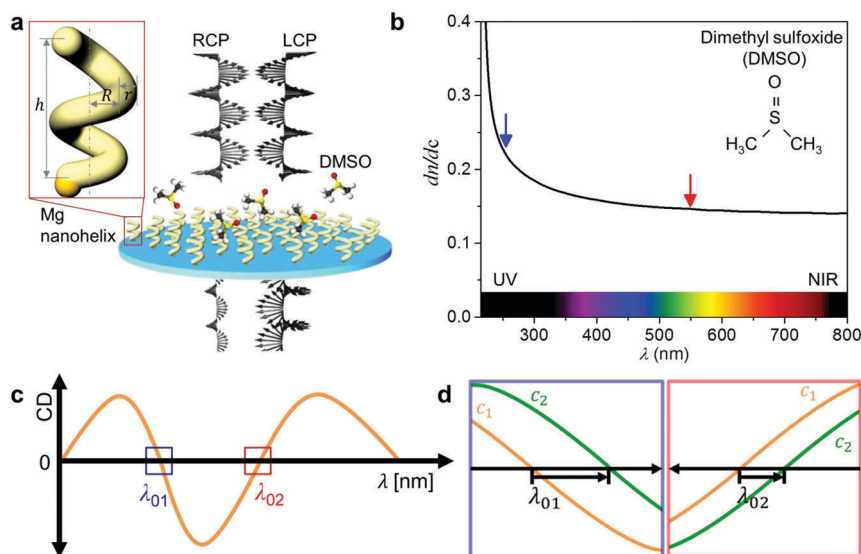 a
h
R
r
Mg
nanohelix
RCP
LCP
DMSO
b
dn/dc
0.4
0.3
0.2
0.1
0.0
Dimethyl sulfoxide
(DMSO)
O
S
H₃C
CH₃
UV
NIR
300
400
500
600
700
800
λ (nm)
c
CD
0
λ₀₁
λ₀₂
λ [nm]
d
c₁
c₂
λ₀₁
c₁
c₂
λ₀₂